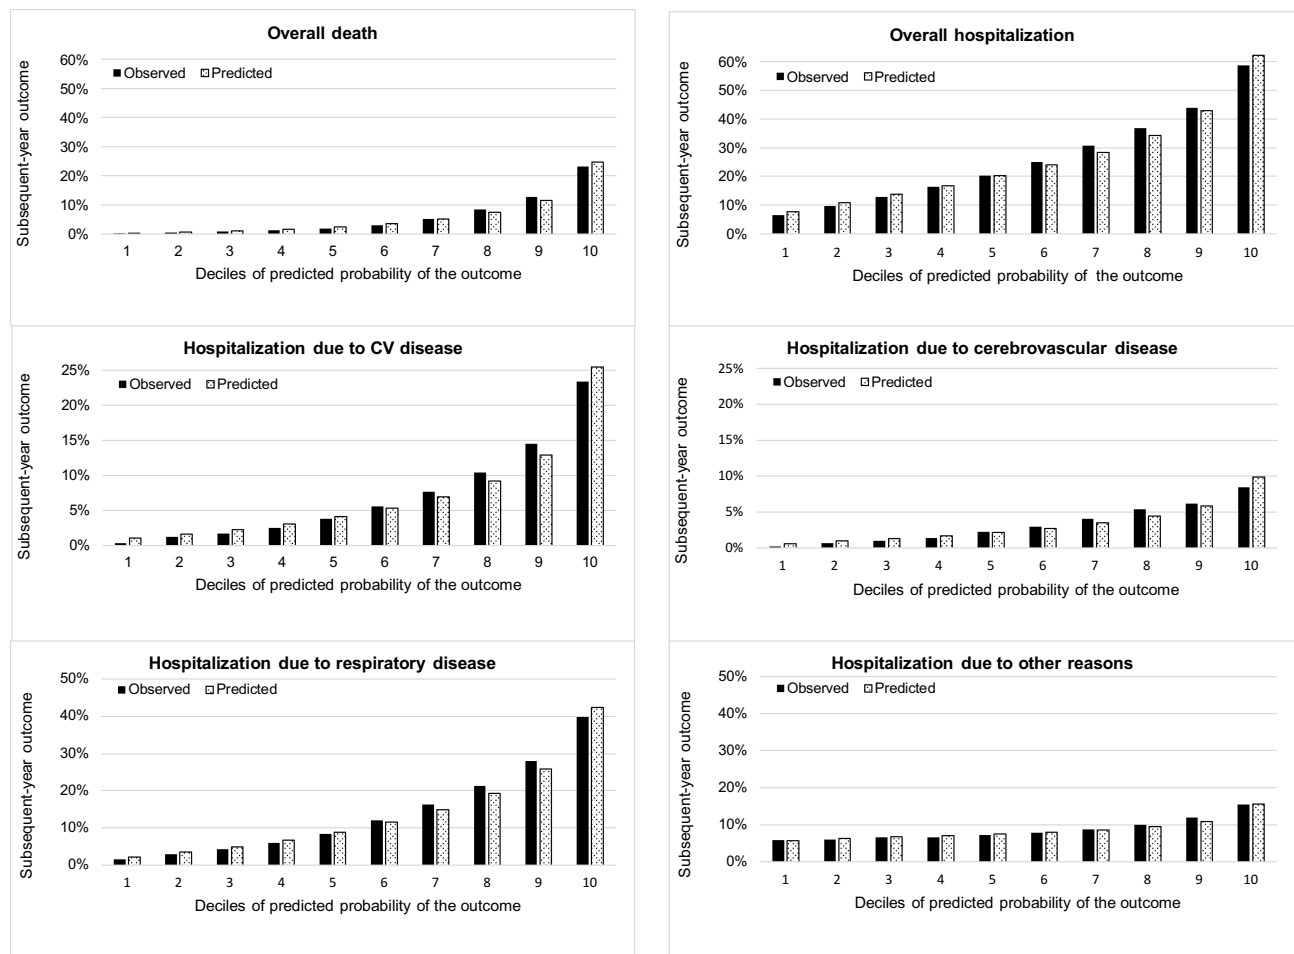 Overall death
Subsequent-year outcome
60%
50%
40%
30%
20%
10%
0%
Observed Predicted
1 2 3 4 5 6 7 8 9 10
Deciles of predicted probability of the outcome
Overall hospitalization
Subsequent-year outcome
60%
50%
40%
30%
20%
10%
0%
Observed Predicted
1 2 3 4 5 6 7 8 9 10
Deciles of predicted probability of the outcome
Hospitalization due to CV disease
Subsequent-year outcome
25%
20%
15%
10%
5%
0%
Observed Predicted
1 2 3 4 5 6 7 8 9 10
Deciles of predicted probability of the outcome
Hospitalization due to cerebrovascular disease
Subsequent-year outcome
25%
20%
15%
10%
5%
0%
Observed Predicted
1 2 3 4 5 6 7 8 9 10
Deciles of predicted probability of the outcome
Hospitalization due to respiratory disease
Subsequent-year outcome
50%
40%
30%
20%
10%
0%
Observed Predicted
1 2 3 4 5 6 7 8 9 10
Deciles of predicted probability of the outcome
Hospitalization due to other reasons
Subsequent-year outcome
50%
40%
30%
20%
10%
0%
Observed Predicted
1 2 3 4 5 6 7 8 9 10
Deciles of predicted probability of the outcome